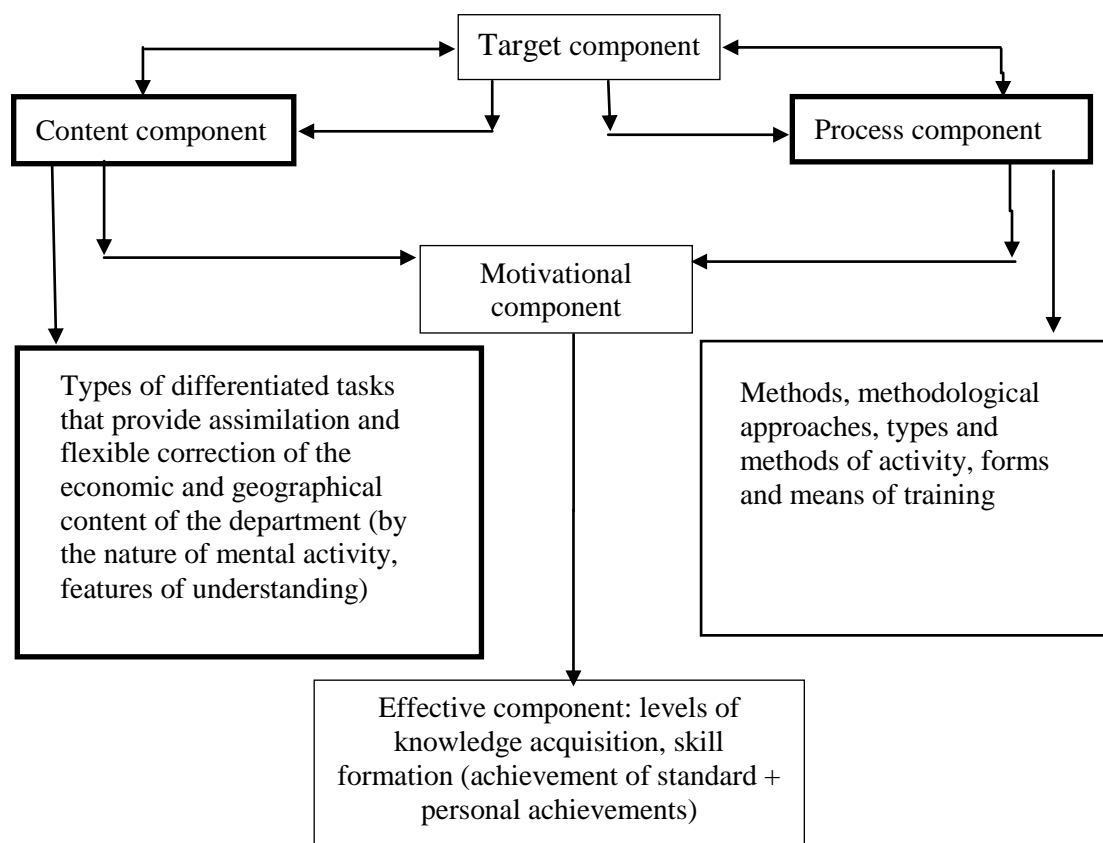 Target component
Content component
Process component
Motivational
component
Types of differentiated tasks
that provide assimilation and
flexible correction of the
economic and geographical
content of the department (by
the nature of mental activity,
features of understanding)
Methods, methodological
approaches, types and
methods of activity, forms
and means of training
Effective component: levels of
knowledge acquisition, skill
formation (achievement of standard +
personal achievements)